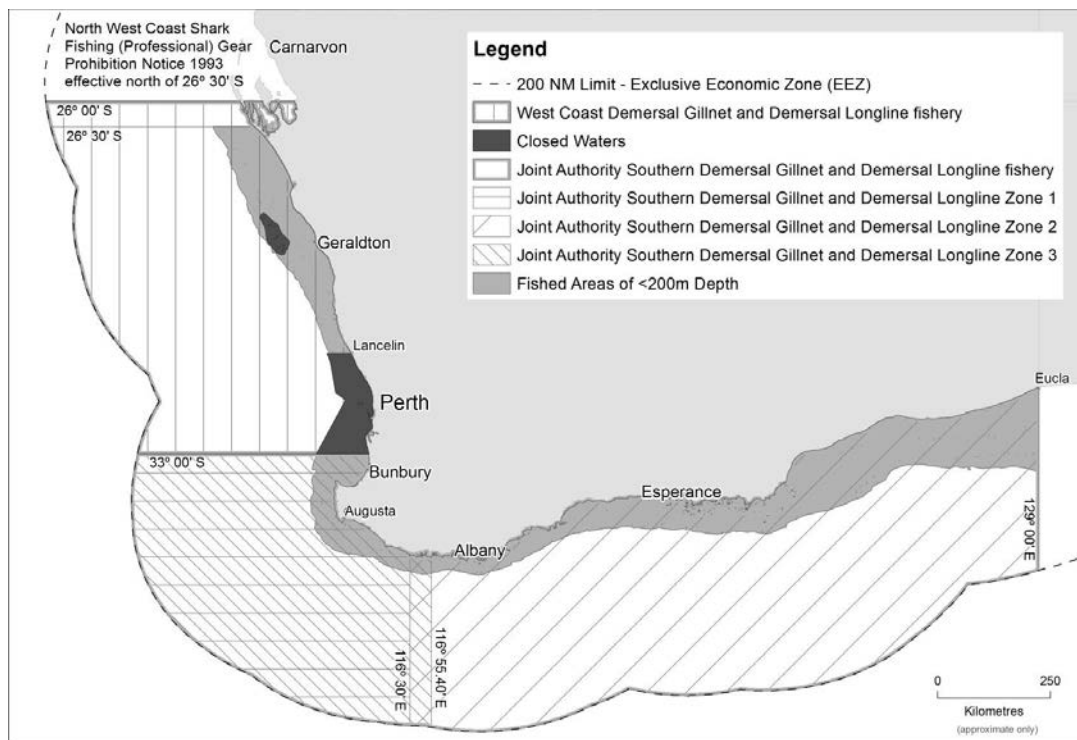 North West Coast Shark
Fishing (Professional) Gear
Prohibition Notice 1993
effective north of 26° 30' S
Carnarvon
26° 00' S
26° 30' S
Geraldton
Lancelin
Perth
33° 00' S
Bunbury
Augusta
Albany
Esperance
Eucla
129° 00' E
116° 30' E
116° 55.40' E
Legend
200 NM Limit - Exclusive Economic Zone (EEZ)
West Coast Demersal Gillnet and Demersal Longline fishery
Closed Waters
Joint Authority Southern Demersal Gillnet and Demersal Longline fishery
Joint Authority Southern Demersal Gillnet and Demersal Longline Zone 1
Joint Authority Southern Demersal Gillnet and Demersal Longline Zone 2
Joint Authority Southern Demersal Gillnet and Demersal Longline Zone 3
Fished Areas of <200m Depth
0 250
Kilometres
(approximate only)